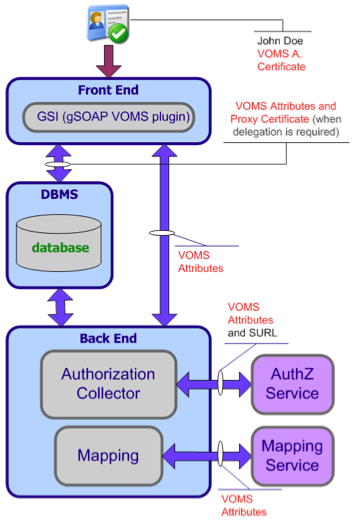 John Doe
VOMS A.
Certificate
Front End
GSI (gSOAP VOMS plugin)
VOMS Attributes and
Proxy Certificate (when
delegation is required)
DBMS
database
VOMS
Attributes
Back End
VOMS
Attributes
and SURL
Authorization
Collector
AuthZ
Service
Mapping
Mapping
Service
VOMS
Attributes